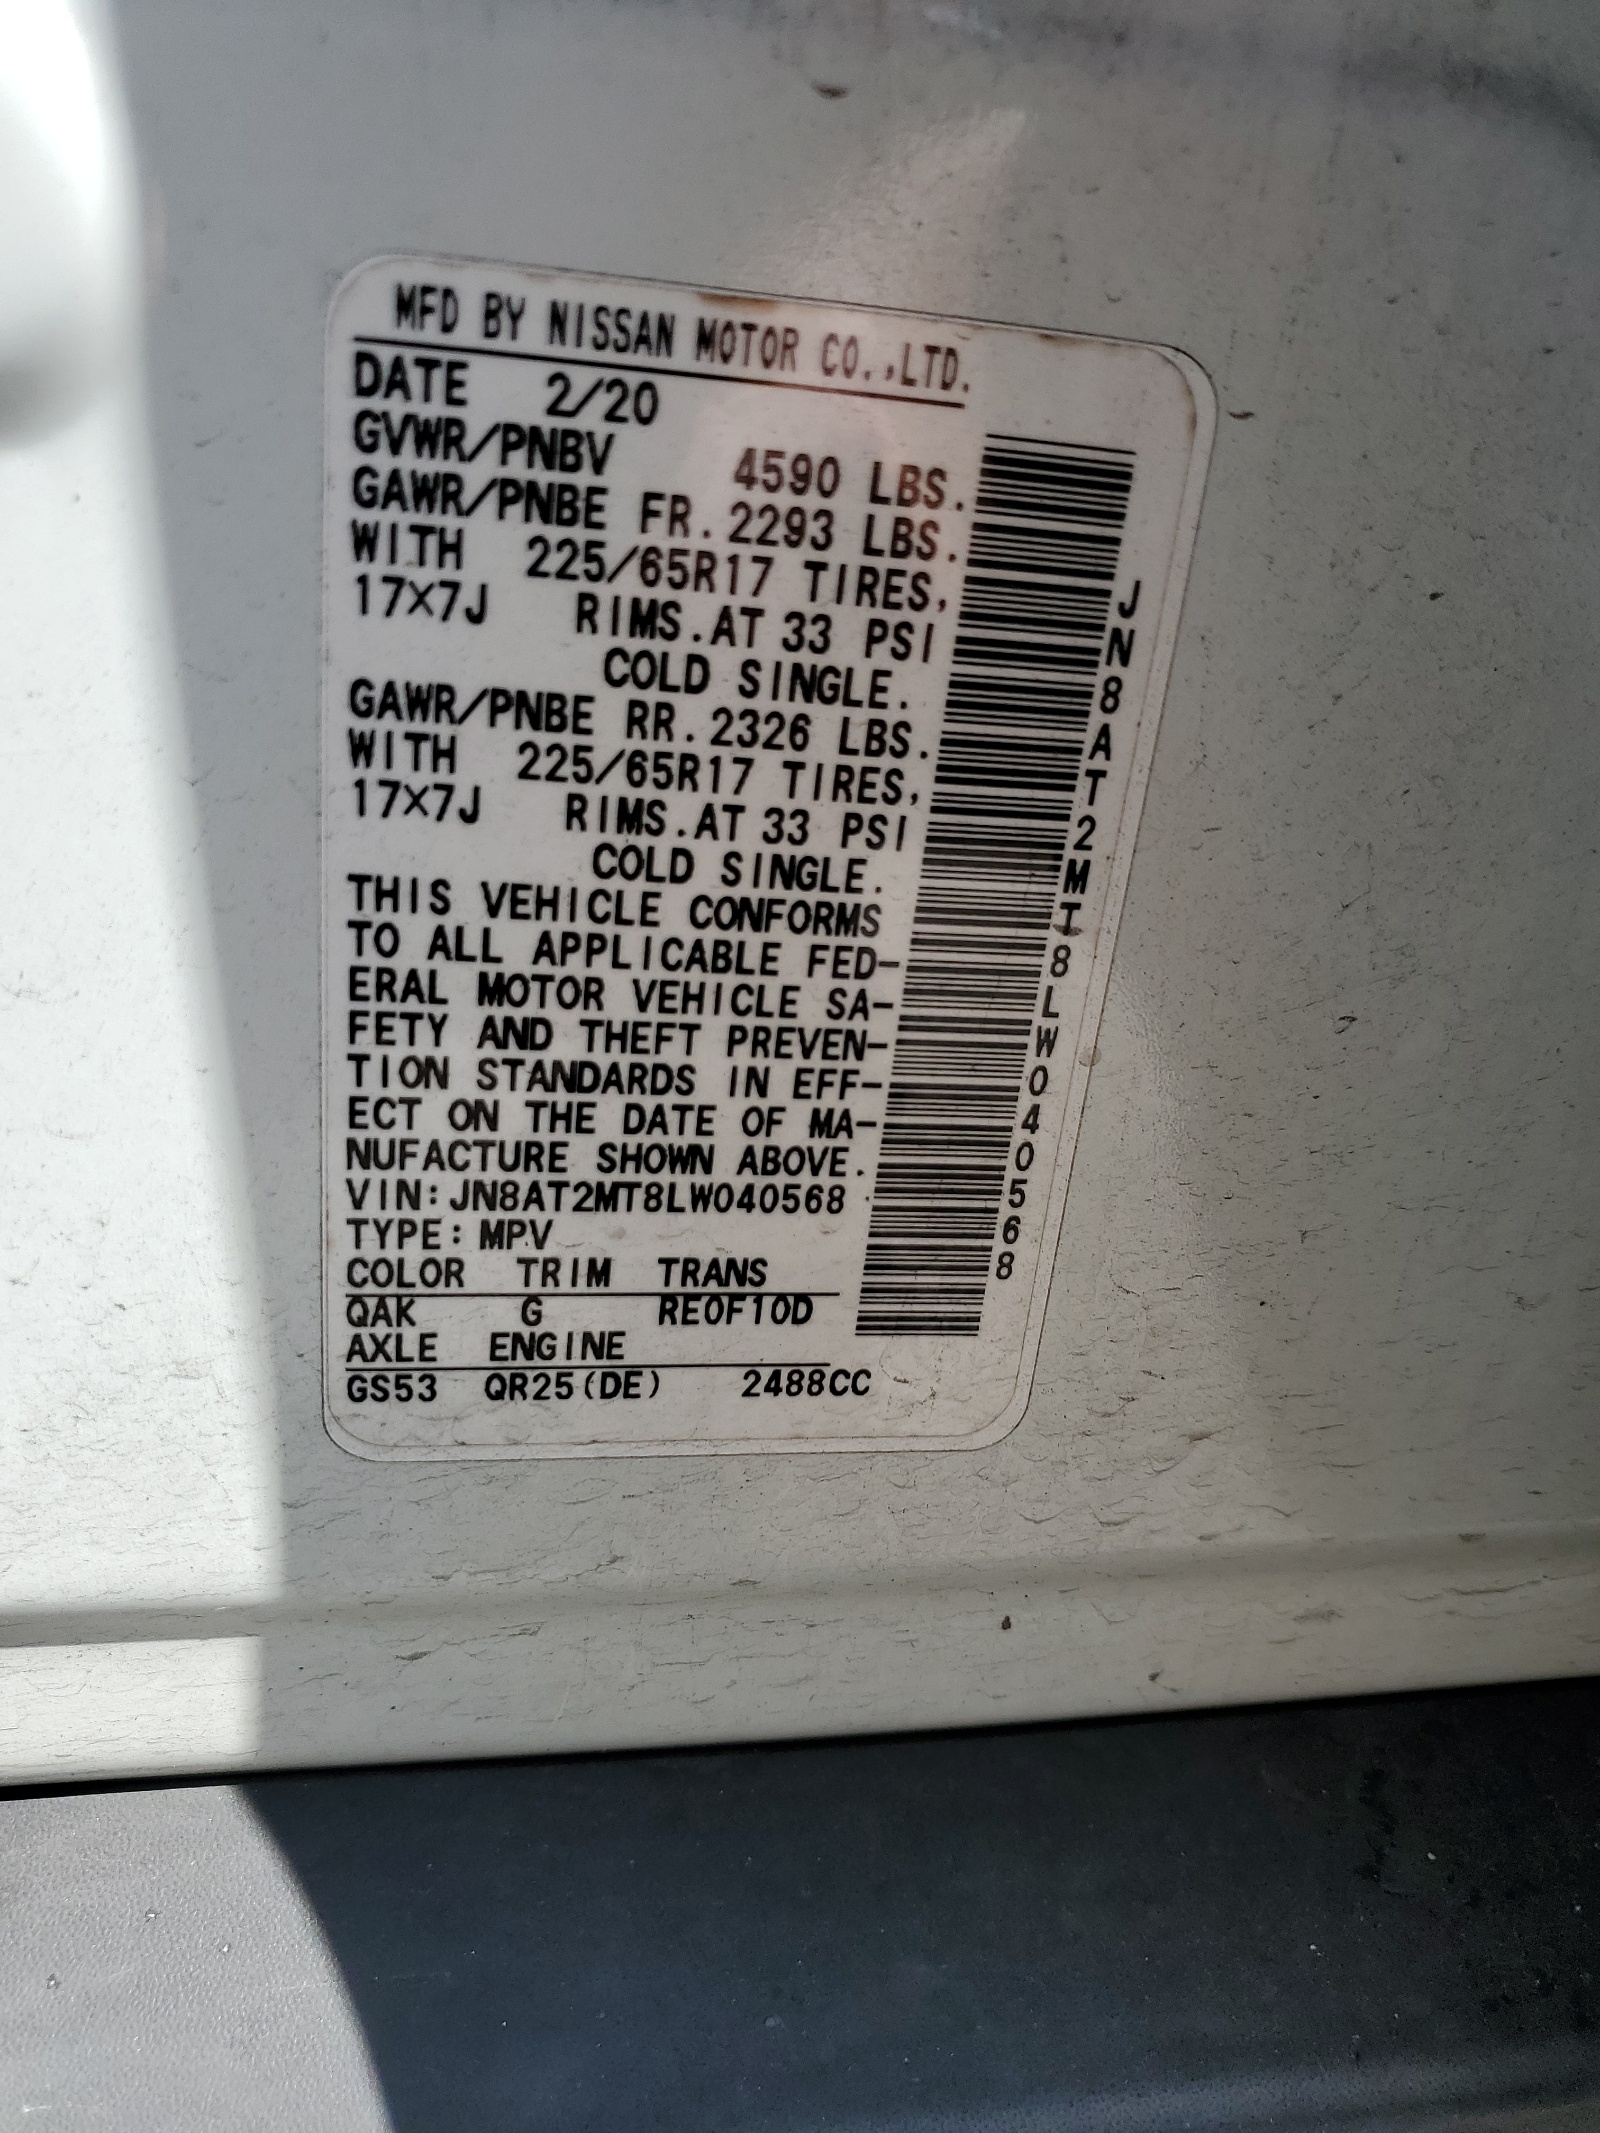 MFD BY NISSAN MOTOR CO.,LTD.
DATE 2/20
GVWR/PNBV 4590 LBS.
GAWR/PNBE FR.2293 LBS.
WITH 225/65R17 TIRES,
17X7J RIMS.AT 33 PSI
COLD SINGLE.
GAWR/PNBE RR.2326 LBS.
WITH 225/65R17 TIRES,
17X7J RIMS.AT 33 PSI
COLD SINGLE.
THIS VEHICLE CONFORMS
TO ALL APPLICABLE FED-
ERAL MOTOR VEHICLE SA-
FETY AND THEFT PREVEN-
TION STANDARDS IN EFF-
ECT ON THE DATE OF MA-
NUFACTURE SHOWN ABOVE.
VIN:JN8AT2MT8LW040568
TYPE:MPV
COLOR TRIM TRANS
QAK G RE0F10D
AXLE ENGINE
GS53 QR25(DE) 2488CC
JN8AT2MT8LW040568